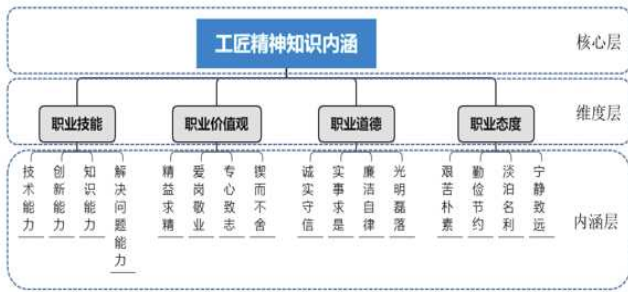 工匠精神知识内涵
核心层
职业技能
职业价值观
职业道德
职业态度
维度层
技术能力
创新能力
知识能力
解决问题能力
精益求精
爱岗敬业
专心致志
锲而不舍
诚实守信
实事求是
廉洁自律
光明磊落
艰苦朴素
勤俭节约
淡泊名利
宁静致远
内涵层